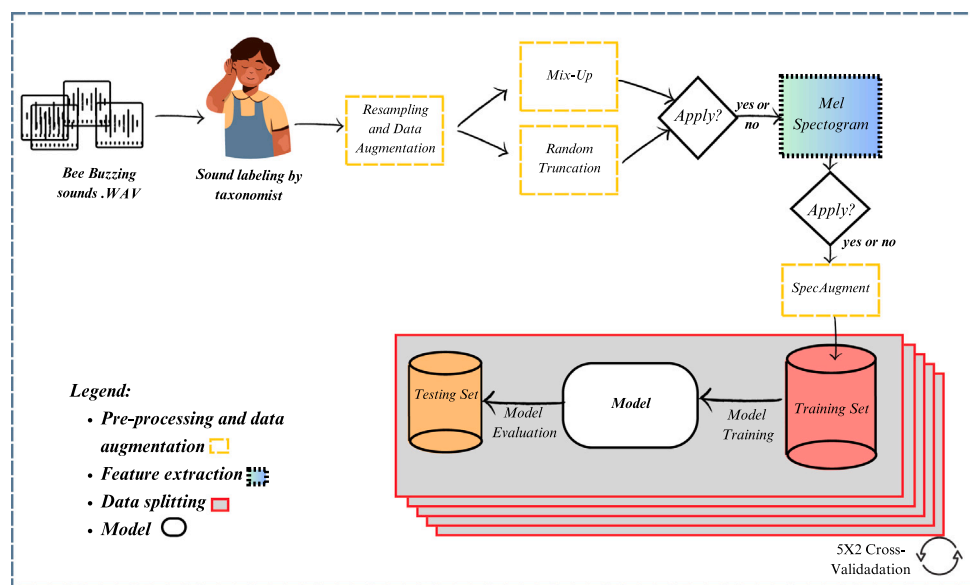 Bee Buzzing
sounds .WAV
Sound labeling by
taxonomist
Resampling
and Data
Augmentation
Mix-Up
Random
Truncation
Apply?
yes or
no
Mel
Spectogram
Apply?
yes or no
SpecAugment
Training Set
Model
Training
Model
Model
Evaluation
Testing Set
5X2 Cross-
Validadation
Legend:
• Pre-processing and data
augmentation
• Feature extraction
• Data splitting
• Model